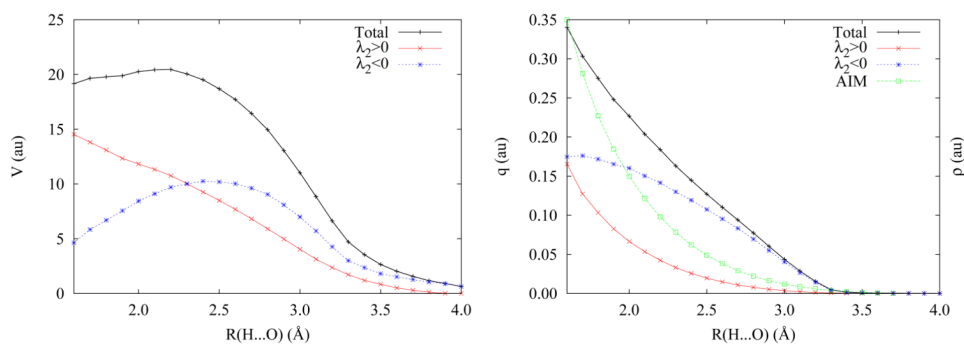 25
20
15
10
5
0
V (au)
2.0 2.5 3.0 3.5 4.0
R(H...O) (Å)
Total
λ2>0
λ2<0
0.35
0.30
0.25
0.20
0.15
0.10
0.05
0.00
q (au)
2.0 2.5 3.0 3.5 4.0
R(H...O) (Å)
Total
λ2>0
λ2<0
AIM
ρ (au)